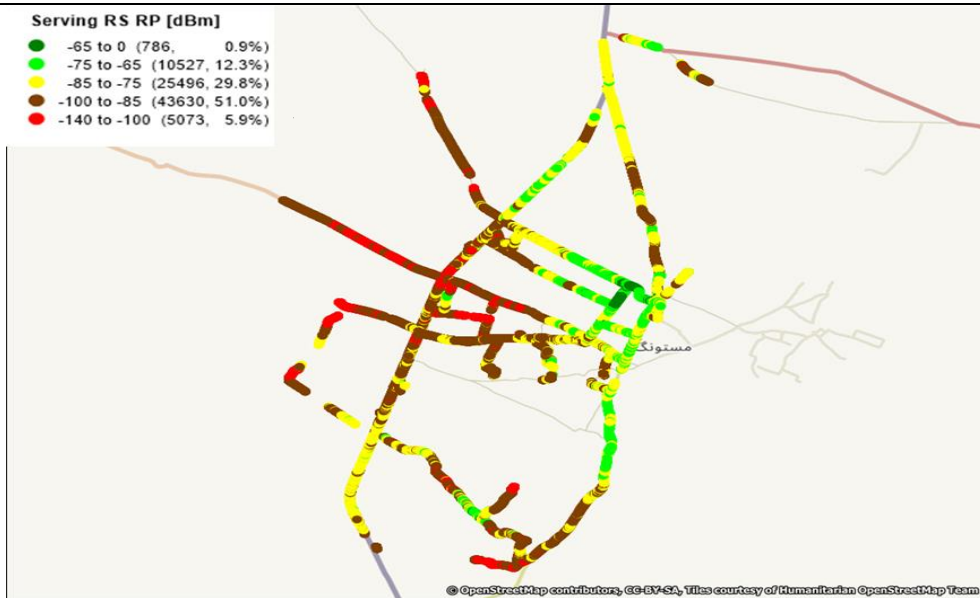 Serving RS RP [dBm]
-65 to 0 (786, 0.9%)
-75 to -65 (10527, 12.3%)
-85 to -75 (25496, 29.8%)
-100 to -85 (43630, 51.0%)
-140 to -100 (5073, 5.9%)
مستونگ
© OpenStreetMap contributors, CC-BY-SA, Tiles courtesy of Humanitarian OpenStreetMap Team